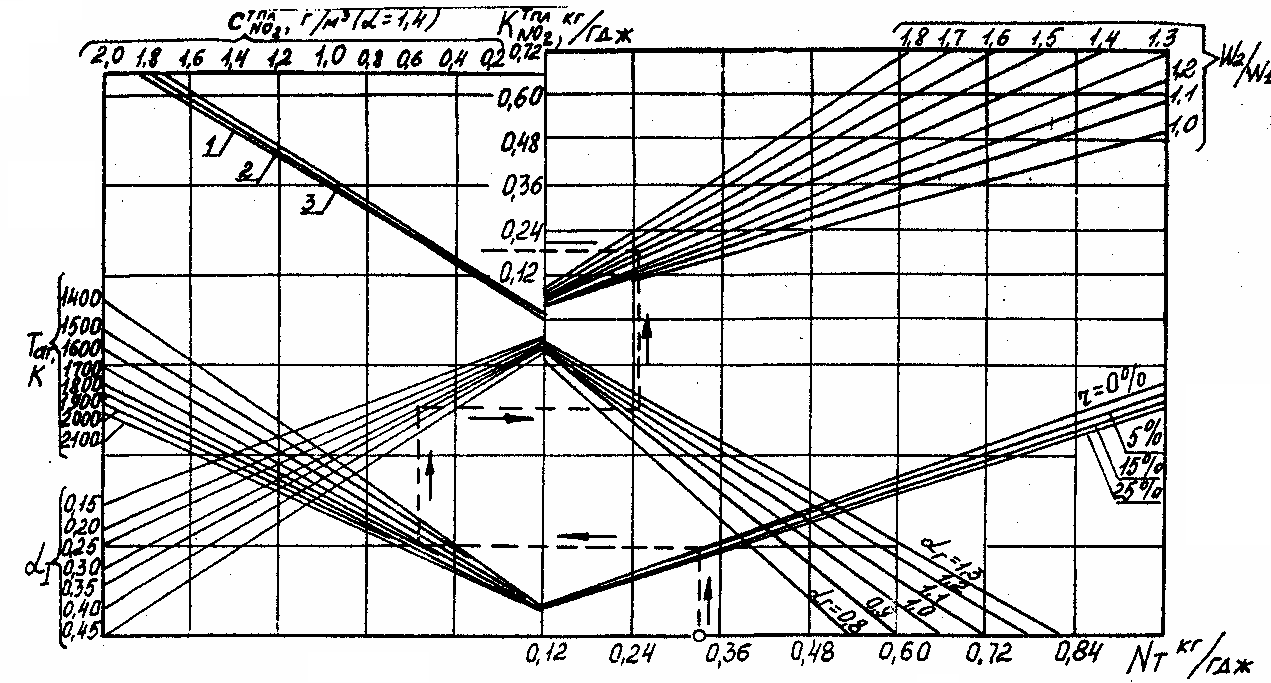 C^ТПЛ_NO₂, г/м³ (α=1,4)
K^ТПЛ_NO₂, кг/ГДж
2,0 1,8 1,6 1,4 1,2 1,0 0,8 0,6 0,4 0,2
0,72
0,60
0,48
0,36
0,24
0,12
1,8 1,7 1,6 1,5 1,4 1,3
1,2
1,1
1,0
W₂/W₁
1
2
3
Tаг, К
1400
1500
1600
1700
1800
1900
2000
2100
α_I
0,15
0,20
0,25
0,30
0,35
0,40
0,45
r=0%
5%
15%
25%
αг=1,3
1,2
1,1
1,0
0,9
αг=0,8
0,12 0,24 0,36 0,48 0,60 0,72 0,84
Nт кг/ГДж